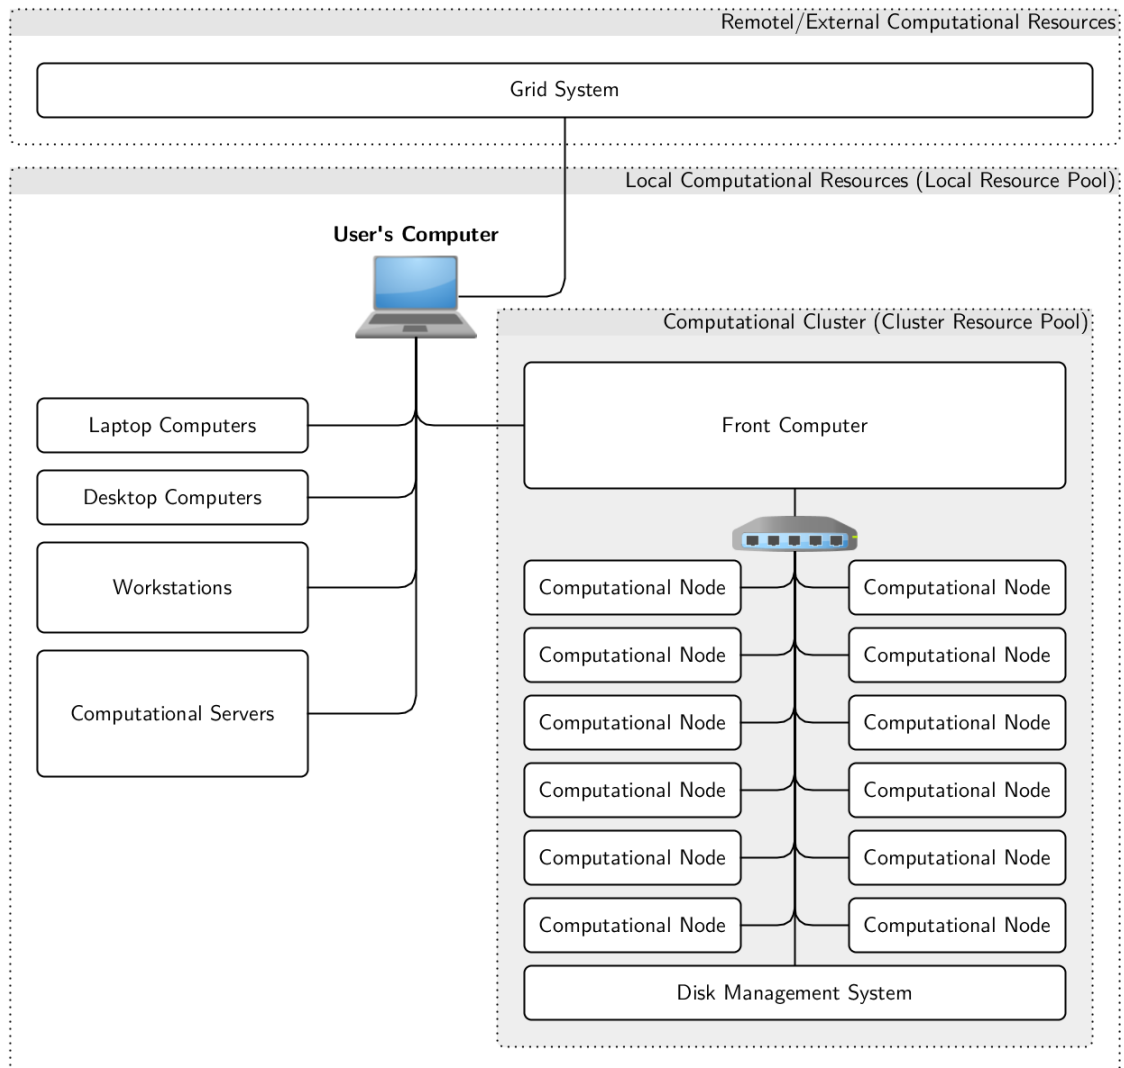 Remotel/External Computational Resources
Grid System
Local Computational Resources (Local Resource Pool)
User's Computer
Computational Cluster (Cluster Resource Pool)
Laptop Computers
Front Computer
Desktop Computers
Workstations
Computational Servers
Computational Node
Computational Node
Computational Node
Computational Node
Computational Node
Computational Node
Computational Node
Computational Node
Computational Node
Computational Node
Computational Node
Computational Node
Disk Management System